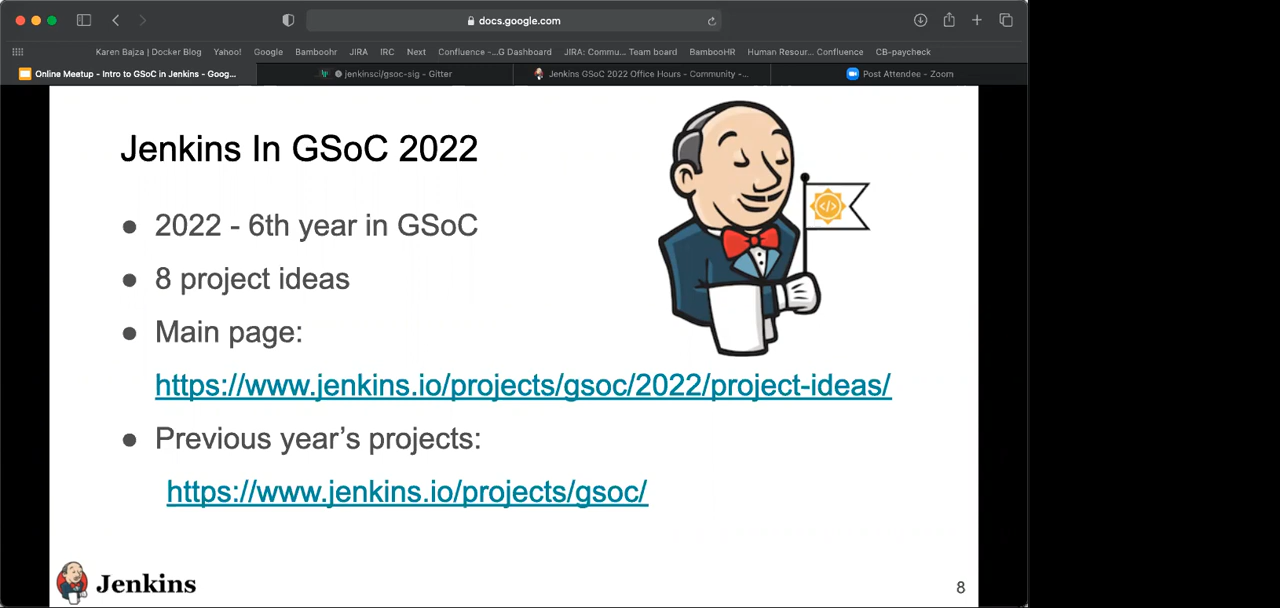 docs.google.com
Karen Bajza | Docker Blog Yahoo! Google Bamboohr JIRA IRC Next Confluence -...G Dashboard JIRA: Commu... Team board BambooHR Human Resour... Confluence CB-paycheck
Online Meetup - Intro to GSoC in Jenkins - Goog... jenkinsci/gsoc-sig - Gitter Jenkins GSoC 2022 Office Hours - Community -... Post Attendee - Zoom
Jenkins In GSoC 2022
</>
● 2022 - 6th year in GSoC
● 8 project ideas
● Main page:
https://www.jenkins.io/projects/gsoc/2022/project-ideas/
● Previous year's projects:
https://www.jenkins.io/projects/gsoc/
Jenkins
8